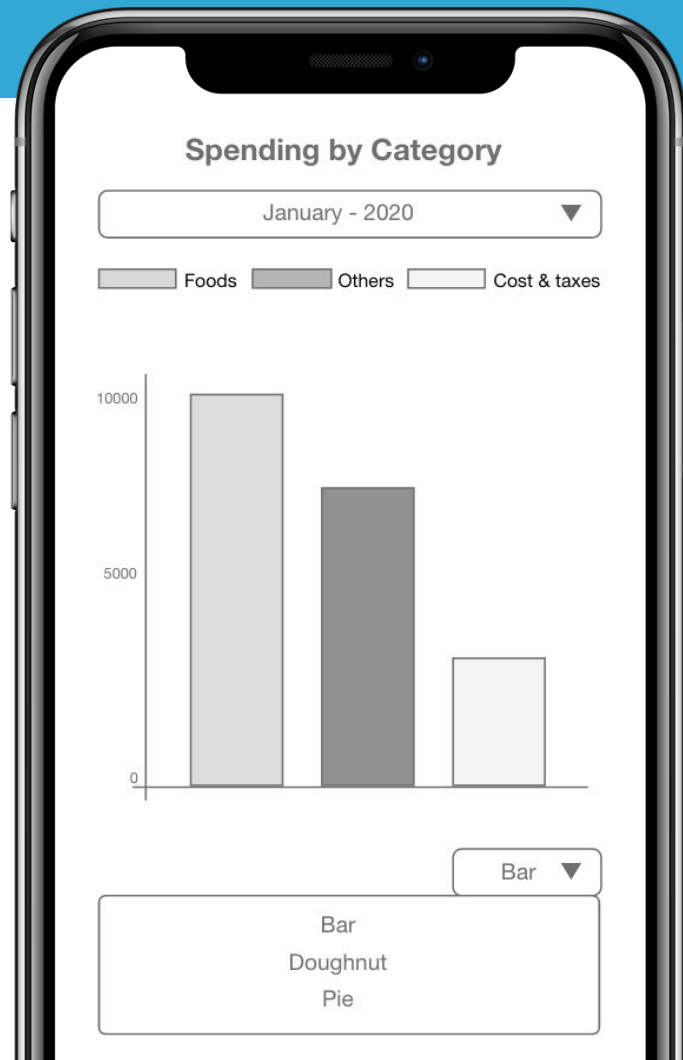 Spending by Category
January - 2020
Foods Others Cost & taxes
10000
5000
0
Bar
Bar
Doughnut
Pie